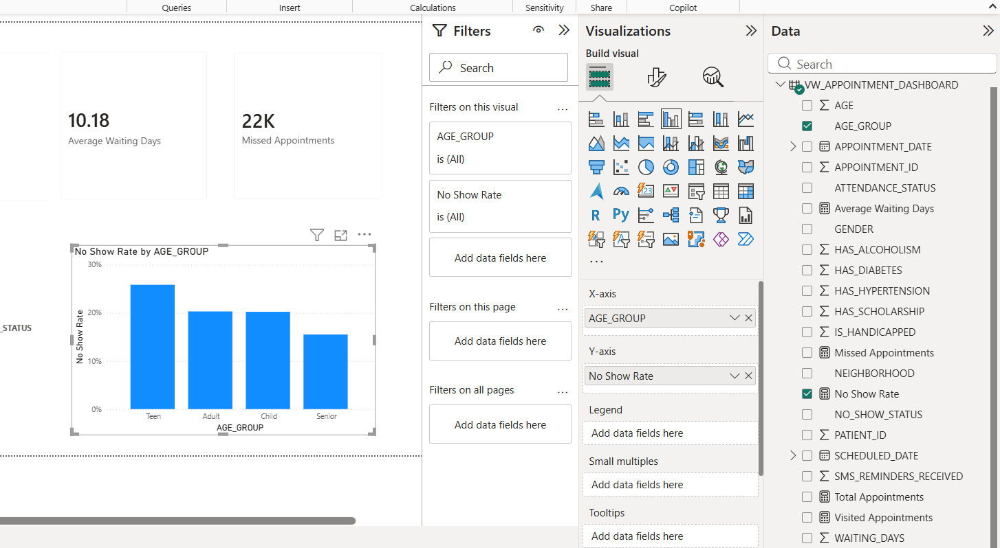 Queries
Insert
Calculations
Sensitivity
Share
Copilot
10.18
Average Waiting Days
22K
Missed Appointments
No Show Rate by AGE_GROUP
30%
20%
10%
0%
No Show Rate
Teen
Adult
Child
Senior
AGE_GROUP
_STATUS
Filters
Search
Filters on this visual
...
AGE_GROUP
is (All)
No Show Rate
is (All)
Add data fields here
Filters on this page
...
Add data fields here
Filters on all pages
...
Add data fields here
Visualizations
Build visual
123
R
Py
...
X-axis
AGE_GROUP
Y-axis
No Show Rate
Legend
Add data fields here
Small multiples
Add data fields here
Tooltips
Add data fields here
Data
Search
VW_APPOINTMENT_DASHBOARD
AGE
AGE_GROUP
APPOINTMENT_DATE
APPOINTMENT_ID
ATTENDANCE_STATUS
Average Waiting Days
GENDER
HAS_ALCOHOLISM
HAS_DIABETES
HAS_HYPERTENSION
HAS_SCHOLARSHIP
IS_HANDICAPPED
Missed Appointments
NEIGHBORHOOD
No Show Rate
NO_SHOW_STATUS
PATIENT_ID
SCHEDULED_DATE
SMS_REMINDERS_RECEIVED
Total Appointments
Visited Appointments
WAITING_DAYS